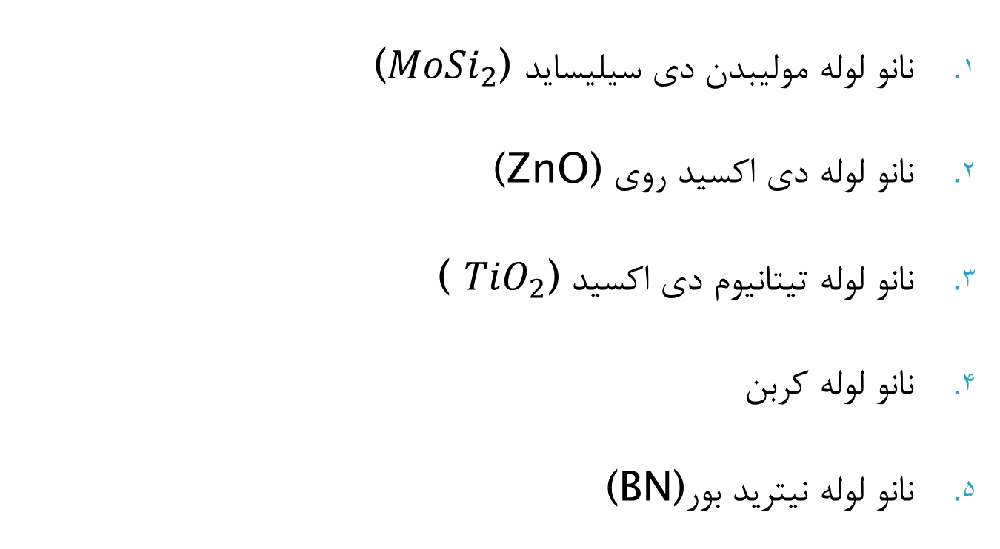 ۱. نانو لوله مولیبدن دی سیلیساید (MoSi₂)
۲. نانو لوله دی اکسید روی (ZnO)
۳. نانو لوله تیتانیوم دی اکسید (TiO₂ )
۴. نانو لوله کربن
۵. نانو لوله نیترید بور(BN)